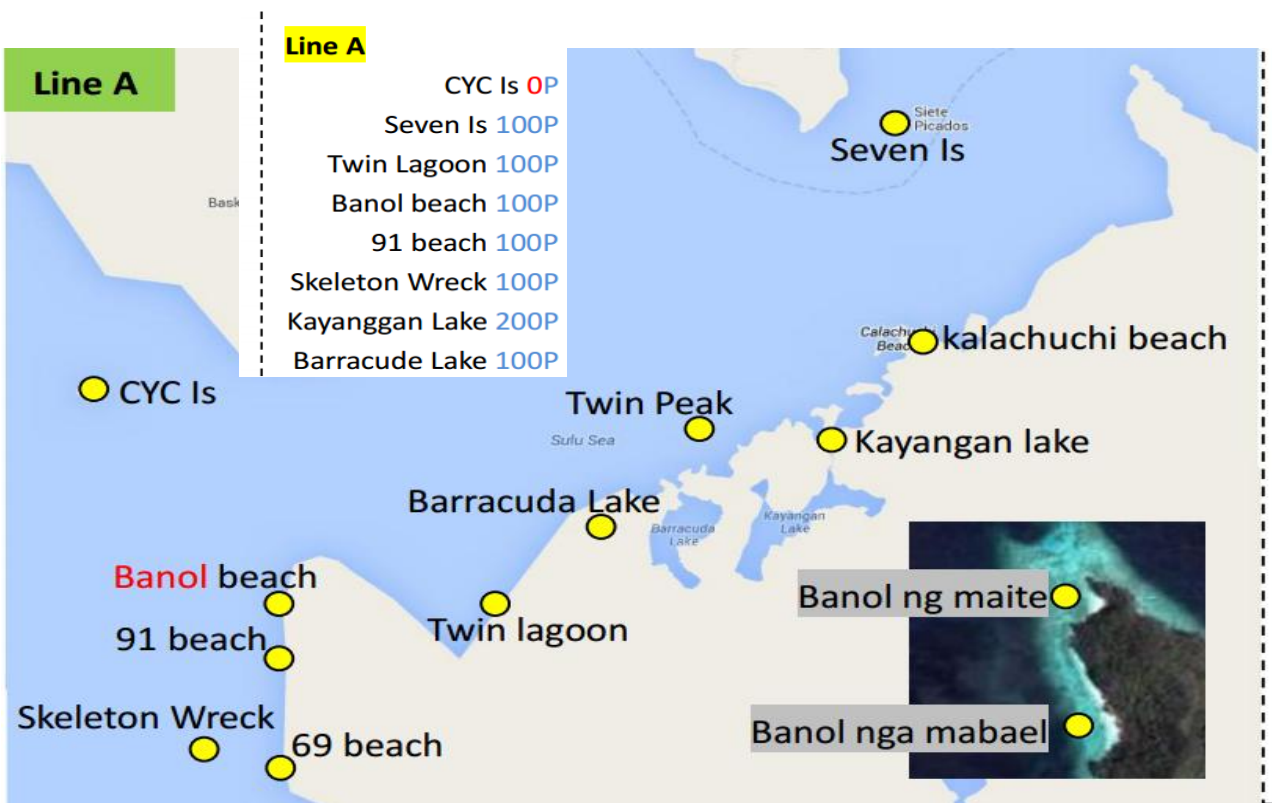 Line A
Line A
CYC Is 0P
Seven Is 100P
Twin Lagoon 100P
Banol beach 100P
91 beach 100P
Skeleton Wreck 100P
Kayanggan Lake 200P
Barracude Lake 100P
Bask
Siete
Picados
Seven Is
Calachu
Beac
kalachuchi beach
CYC Is
Twin Peak
Sulu Sea
Kayangan lake
Barracuda Lake
Barracuda
Lake
Kayangan
Lake
Banol beach
Twin lagoon
91 beach
Banol ng maite
Skeleton Wreck
69 beach
Banol nga mabael